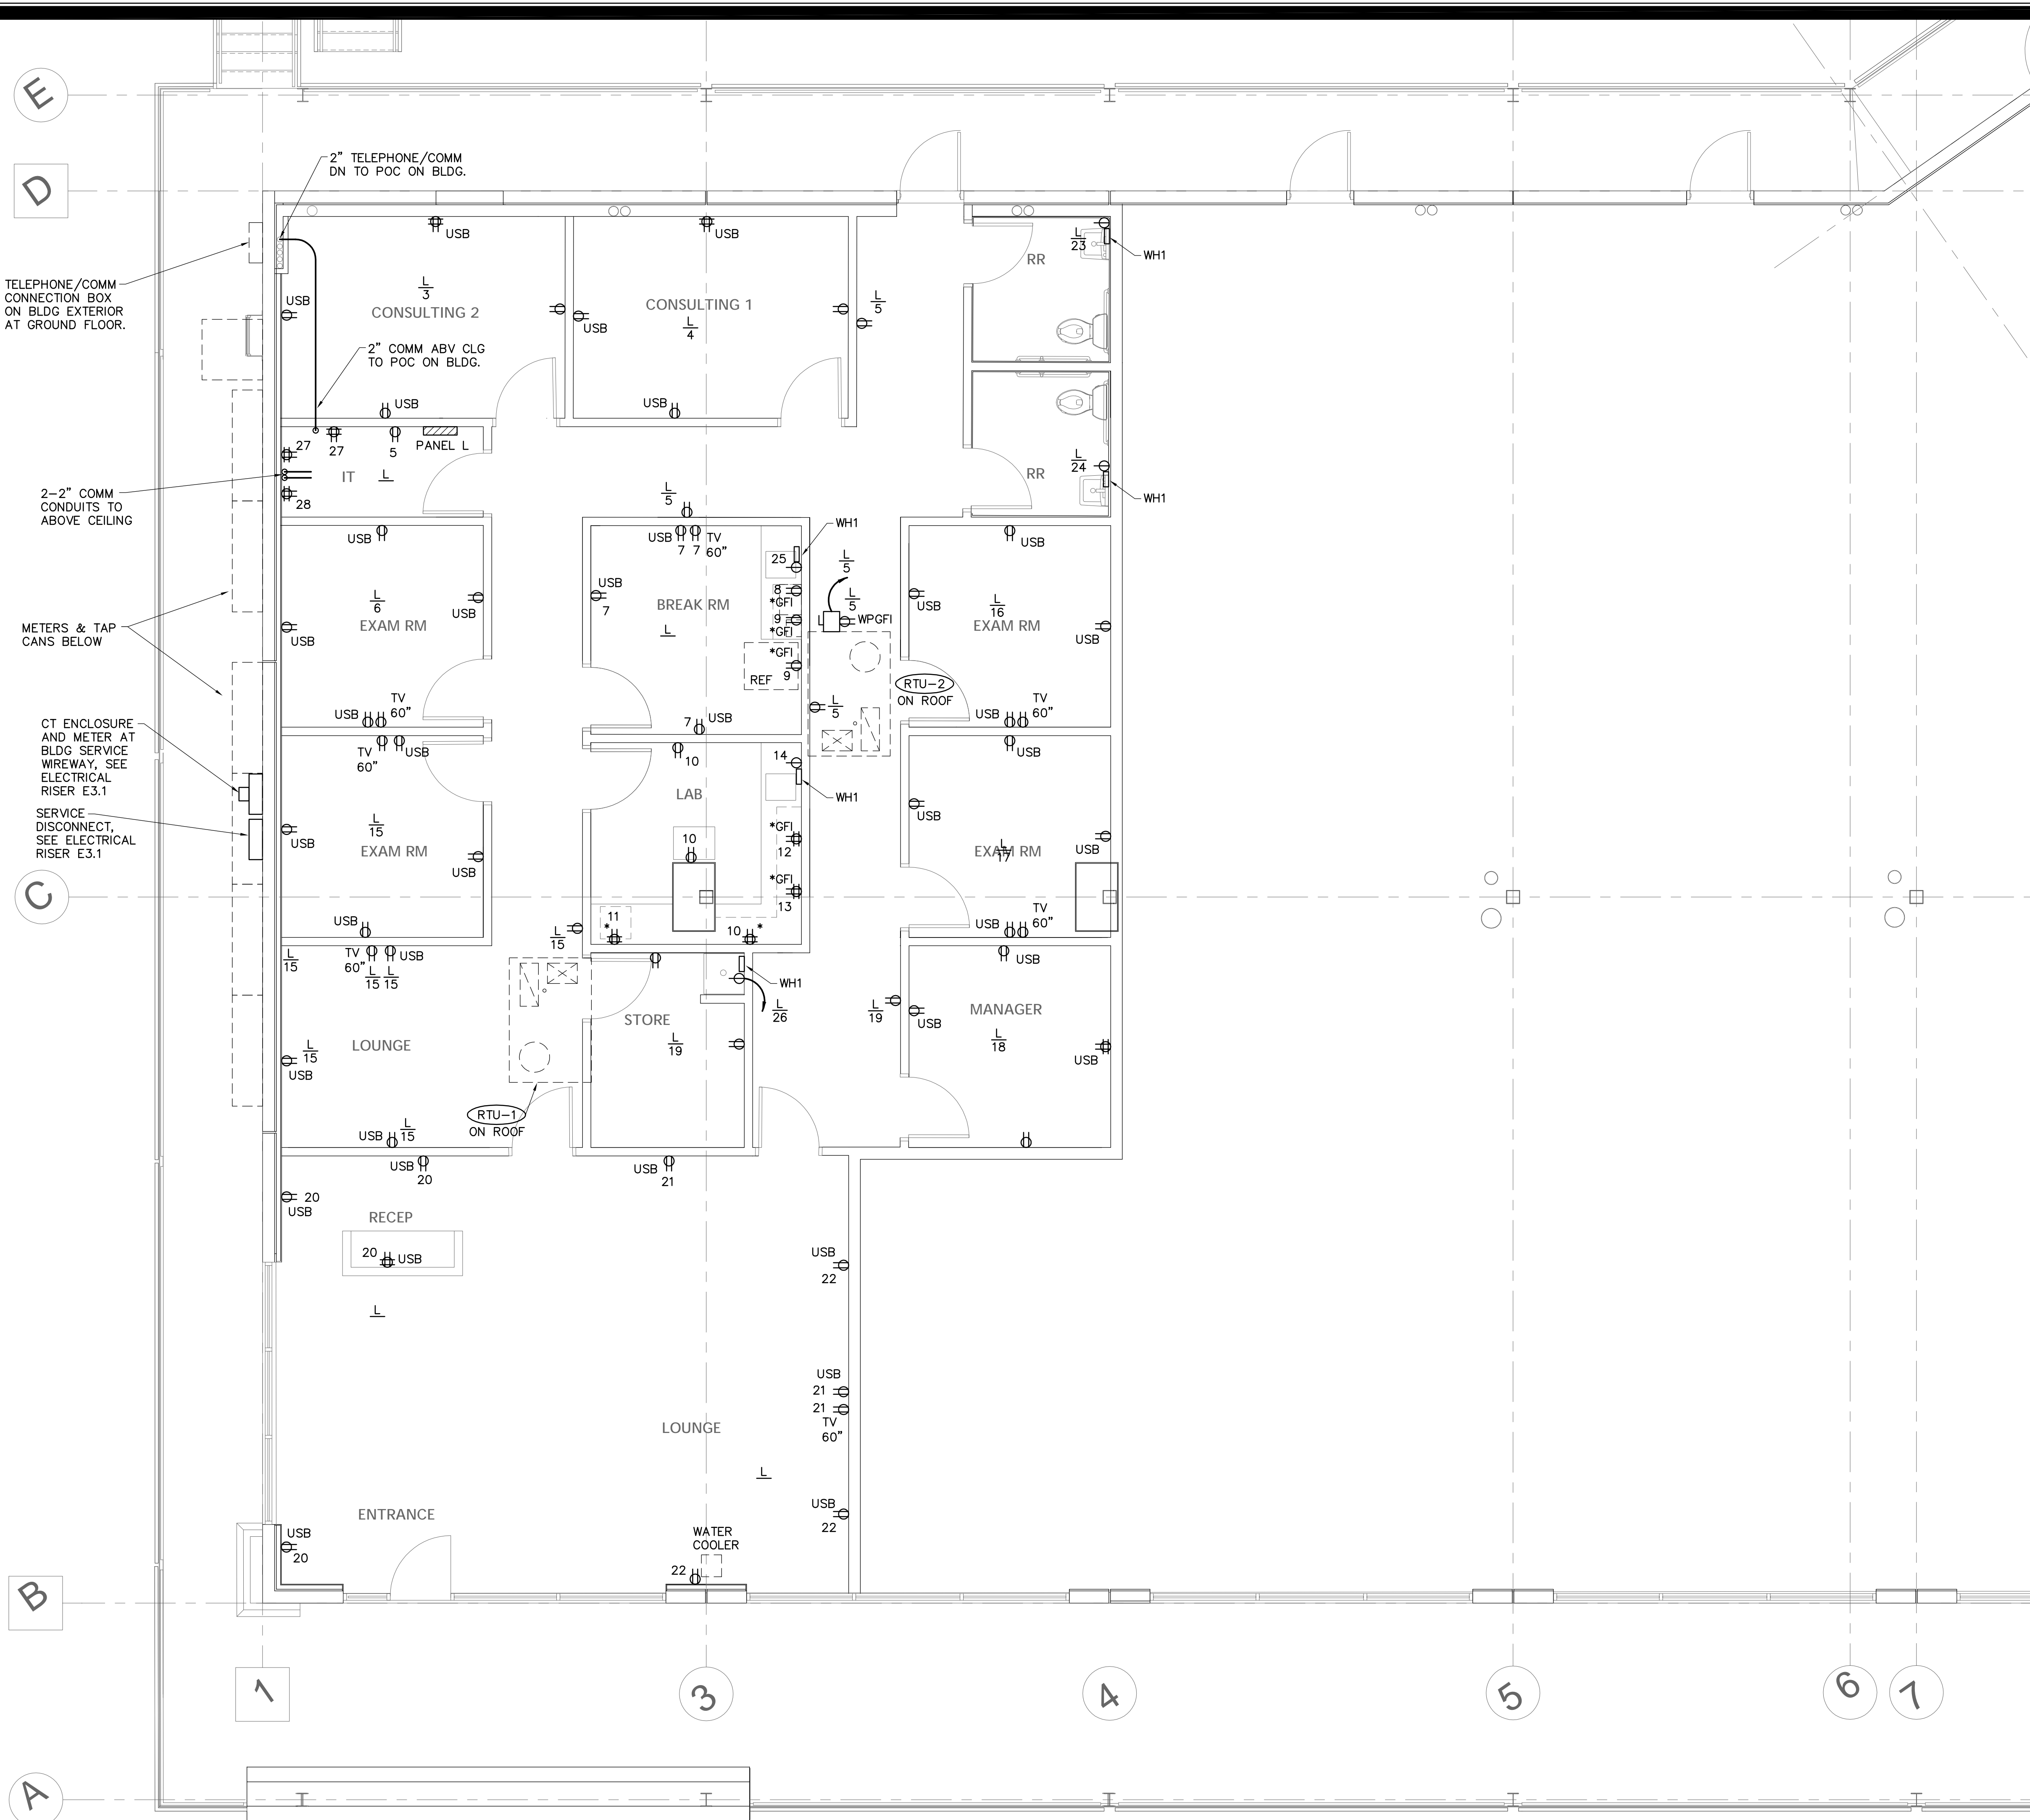 E
D
2" TELEPHONE/COMM
DN TO POC ON BLDG.
TELEPHONE/COMM
CONNECTION BOX
ON BLDG EXTERIOR
AT GROUND FLOOR.
USB
USB
L
3
CONSULTING 2
USB
2" COMM ABV CLG
TO POC ON BLDG.
USB
CONSULTING 1
L
4
USB
USB
L
5
L
23
RR
WH1
L
24
RR
WH1
27
27
5
PANEL L
IT
L
28
2-2" COMM
CONDUITS TO
ABOVE CEILING
L
5
USB
L
6
EXAM RM
USB
USB
USB
TV
60"
METERS & TAP
CANS BELOW
USB
7
7
TV
60"
USB
7
BREAK RM
L
25
WH1
8
*GFI
9
*GFI
*GFI
9
REF
7
USB
L
5
L
5
WPGFI
L
5
RTU-2
ON ROOF
USB
USB
L
16
EXAM RM
USB
USB
TV
60"
CT ENCLOSURE
AND METER AT
BLDG SERVICE
WIREWAY, SEE
ELECTRICAL
RISER E3.1
SERVICE
DISCONNECT,
SEE ELECTRICAL
RISER E3.1
TV
60"
USB
L
15
EXAM RM
USB
USB
USB
10
LAB
14
WH1
10
*GFI
12
*GFI
13
11
*
10
*
USB
USB
L
17
EXAM RM
USB
USB
TV
60"
C
L
15
L
15
TV
60"
USB
L
15
L
15
LOUNGE
L
15
USB
USB
L
15
RTU-1
ON ROOF
STORE
L
19
WH1
L
26
L
19
USB
USB
MANAGER
L
18
USB
USB
20
USB
21
20
USB
RECEP
20
USB
L
USB
22
USB
21
21
TV
60"
LOUNGE
L
USB
22
ENTRANCE
USB
20
WATER
COOLER
22
B
1
3
4
5
6
7
A